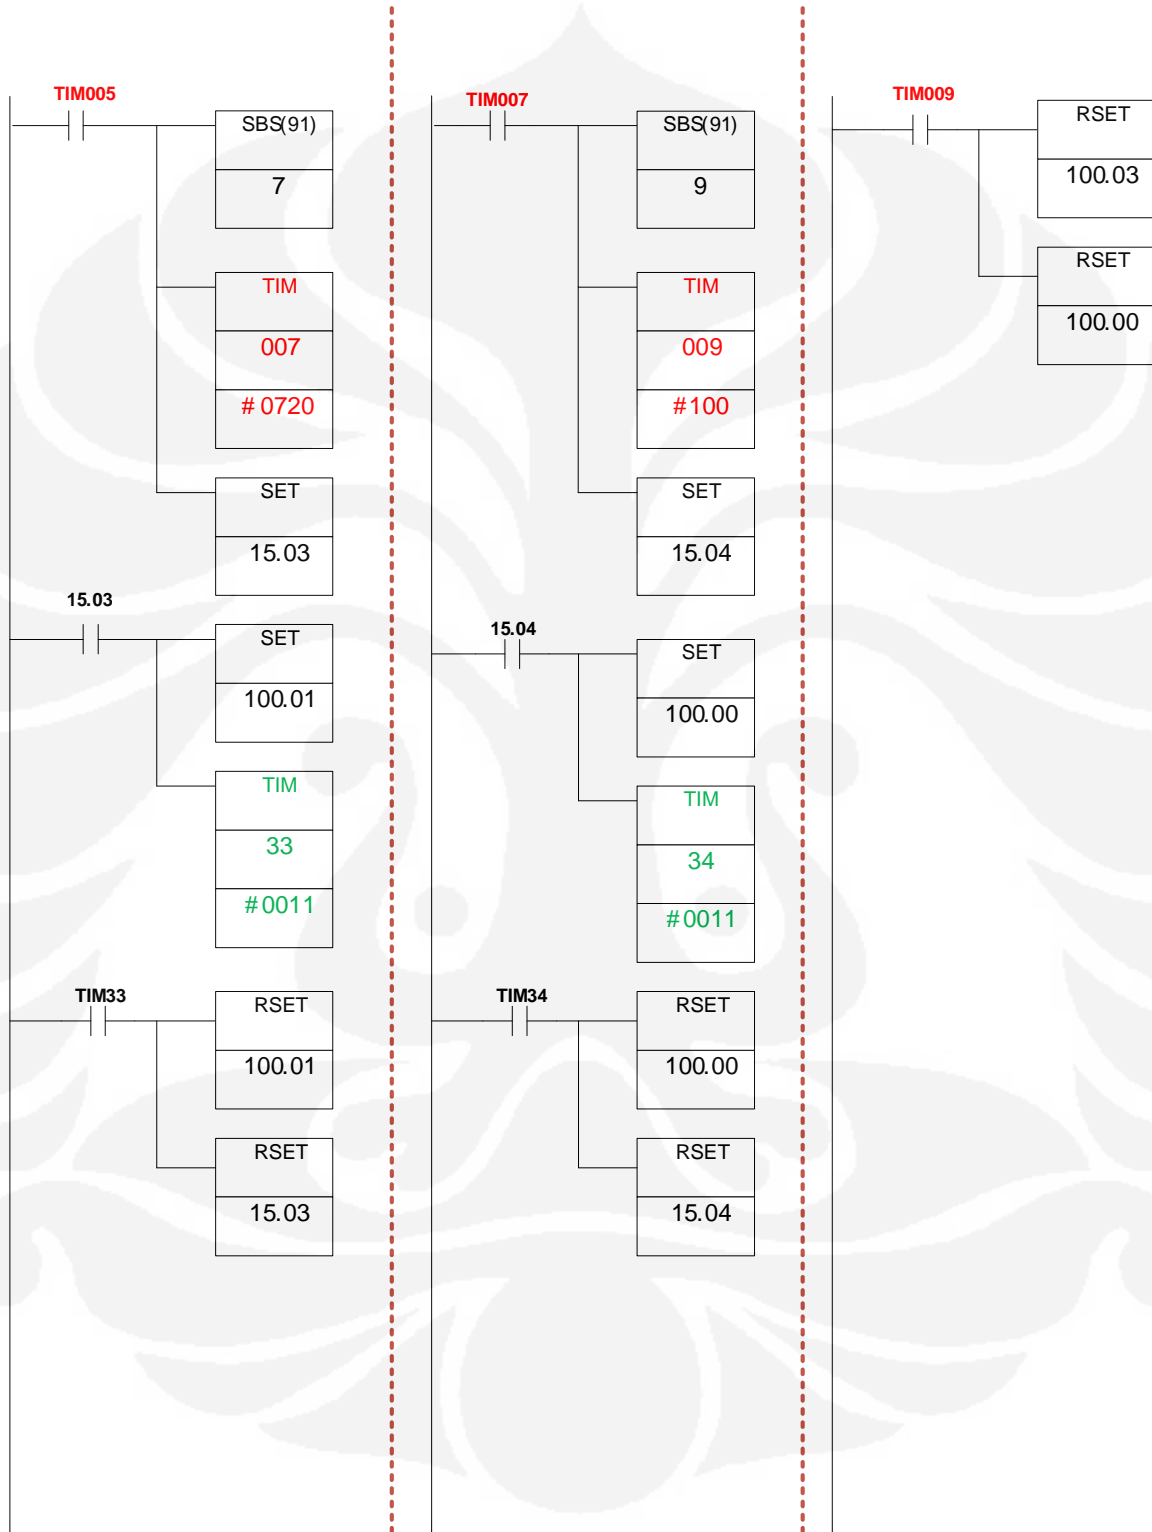 TIM005
SBS(91)
7
TIM
007
# 0720
SET
15.03
15.03
SET
100.01
TIM
33
# 0011
TIM33
RSET
100.01
RSET
15.03
TIM007
SBS(91)
9
TIM
009
#100
SET
15.04
15.04
SET
100.00
TIM
34
# 0011
TIM34
RSET
100.00
RSET
15.04
TIM009
RSET
100.03
RSET
100.00